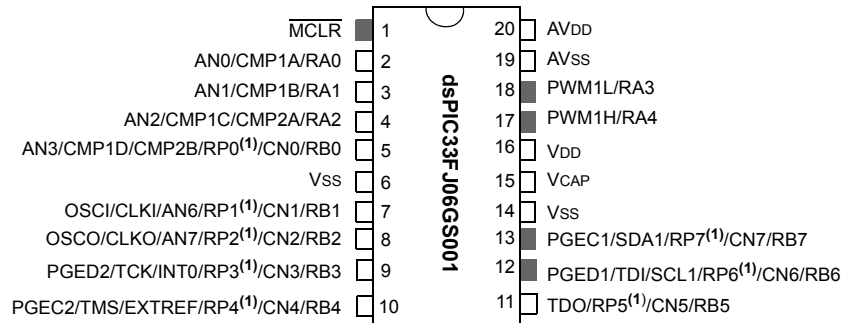 MCLR 1
AN0/CMP1A/RA0 2
AN1/CMP1B/RA1 3
AN2/CMP1C/CMP2A/RA2 4
AN3/CMP1D/CMP2B/RP0(1)/CN0/RB0 5
VSS 6
OSCI/CLKI/AN6/RP1(1)/CN1/RB1 7
OSCO/CLKO/AN7/RP2(1)/CN2/RB2 8
PGED2/TCK/INT0/RP3(1)/CN3/RB3 9
PGEC2/TMS/EXTREF/RP4(1)/CN4/RB4 10
dsPIC33FJ06GS001
20 AVDD
19 AVSS
18 PWM1L/RA3
17 PWM1H/RA4
16 VDD
15 VCAP
14 VSS
13 PGEC1/SDA1/RP7(1)/CN7/RB7
12 PGED1/TDI/SCL1/RP6(1)/CN6/RB6
11 TDO/RP5(1)/CN5/RB5